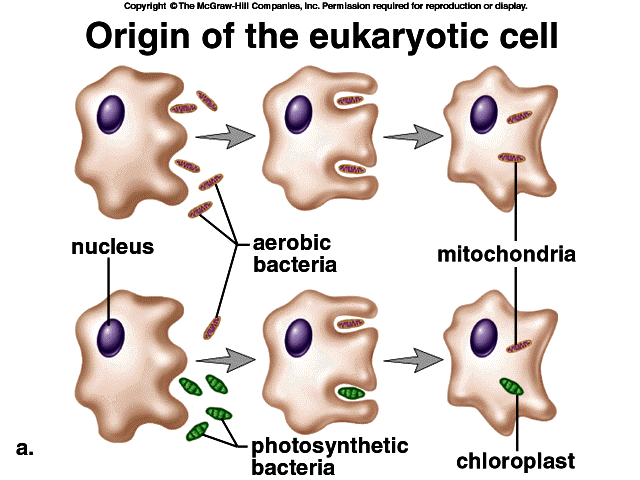 Copyright © The McGraw-Hill Companies, Inc. Permission required for reproduction or display.
Origin of the eukaryotic cell
nucleus
aerobic
bacteria
mitochondria
photosynthetic
bacteria
chloroplast
a.